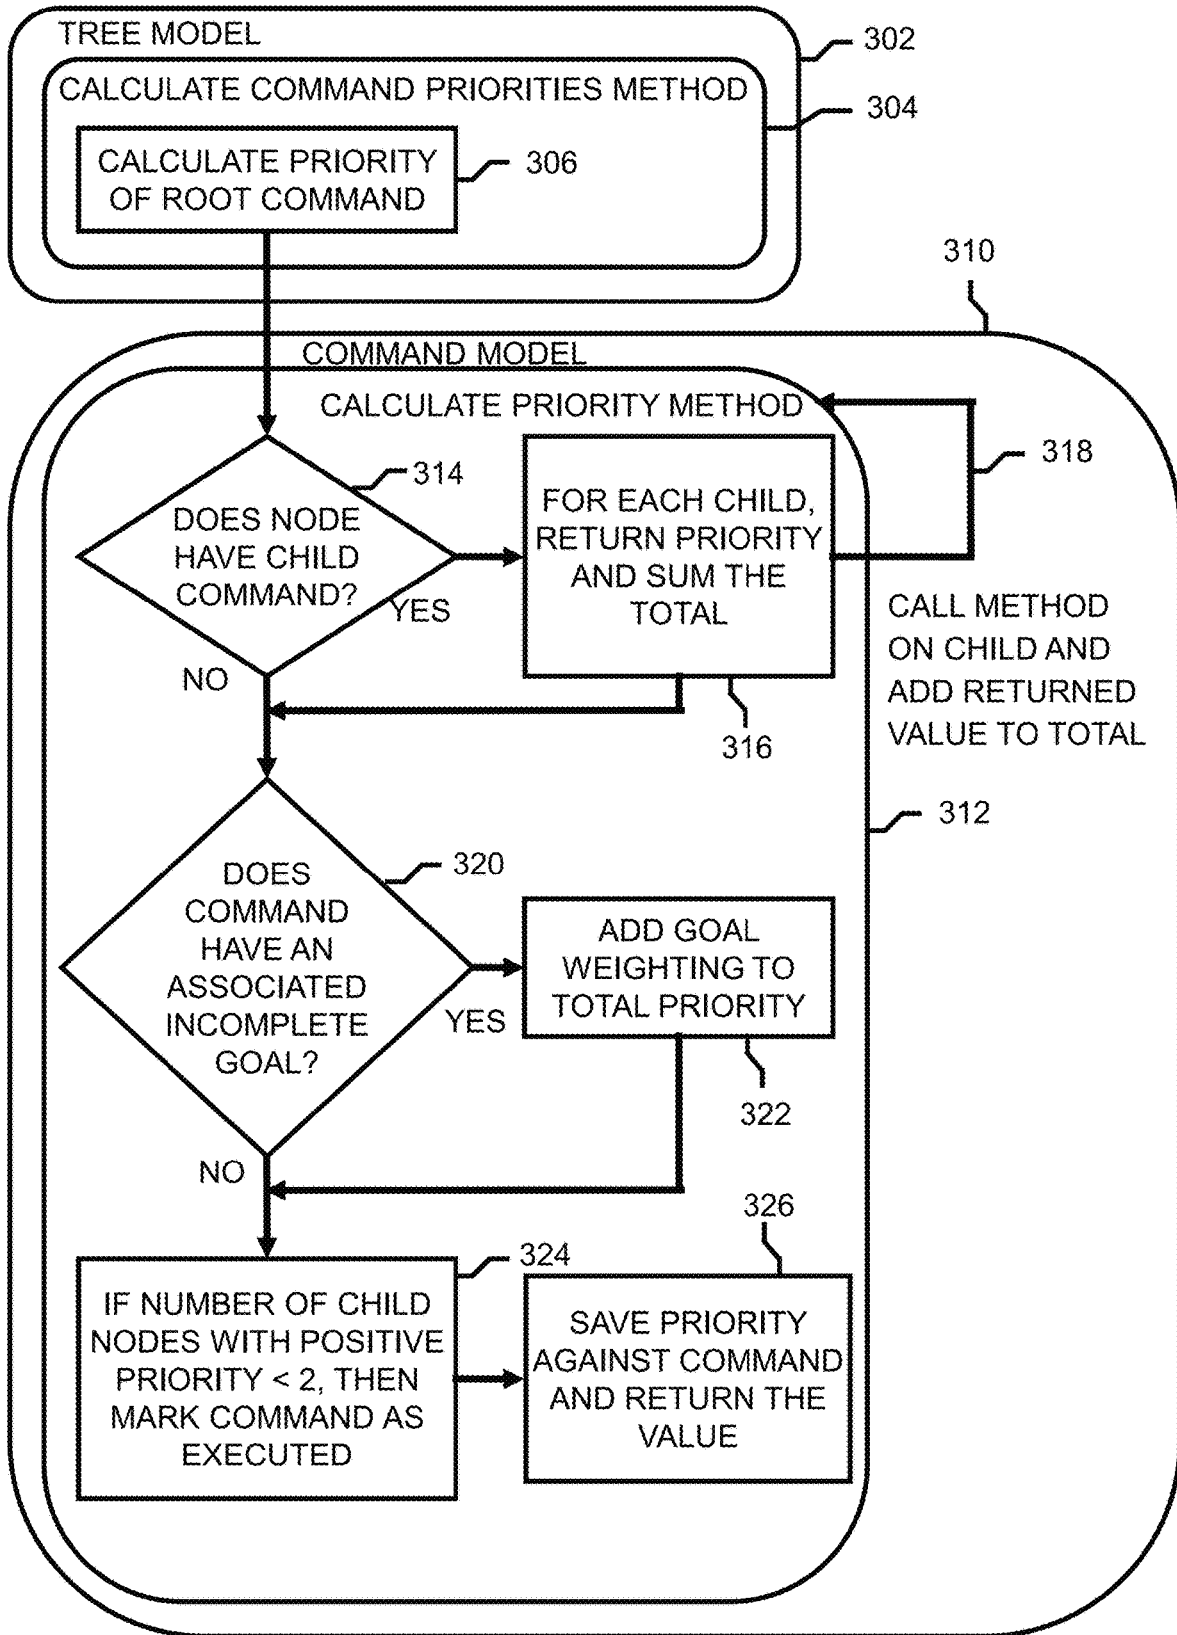 TREE MODEL
302
CALCULATE COMMAND PRIORITIES METHOD
304
CALCULATE PRIORITY
OF ROOT COMMAND
306
310
COMMAND MODEL
CALCULATE PRIORITY METHOD
314
DOES NODE
HAVE CHILD
COMMAND?
YES
NO
FOR EACH CHILD,
RETURN PRIORITY
AND SUM THE
TOTAL
316
318
CALL METHOD
ON CHILD AND
ADD RETURNED
VALUE TO TOTAL
312
320
DOES
COMMAND
HAVE AN
ASSOCIATED
INCOMPLETE
GOAL?
YES
NO
ADD GOAL
WEIGHTING TO
TOTAL PRIORITY
322
324
IF NUMBER OF CHILD
NODES WITH POSITIVE
PRIORITY < 2, THEN
MARK COMMAND AS
EXECUTED
326
SAVE PRIORITY
AGAINST COMMAND
AND RETURN THE
VALUE